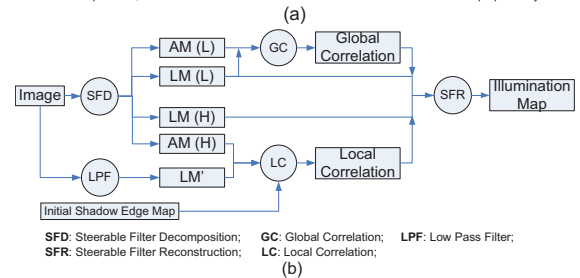 (a)
AM (L)
GC
Global
Correlation
LM (L)
Image
SFD
SFR
Illumination
Map
LM (H)
AM (H)
LPF
LM'
LC
Local
Correlation
Initial Shadow Edge Map
SFD: Steerable Filter Decomposition; GC: Global Correlation; LPF: Low Pass Filter;
SFR: Steerable Filter Reconstruction; LC: Local Correlation;
(b)